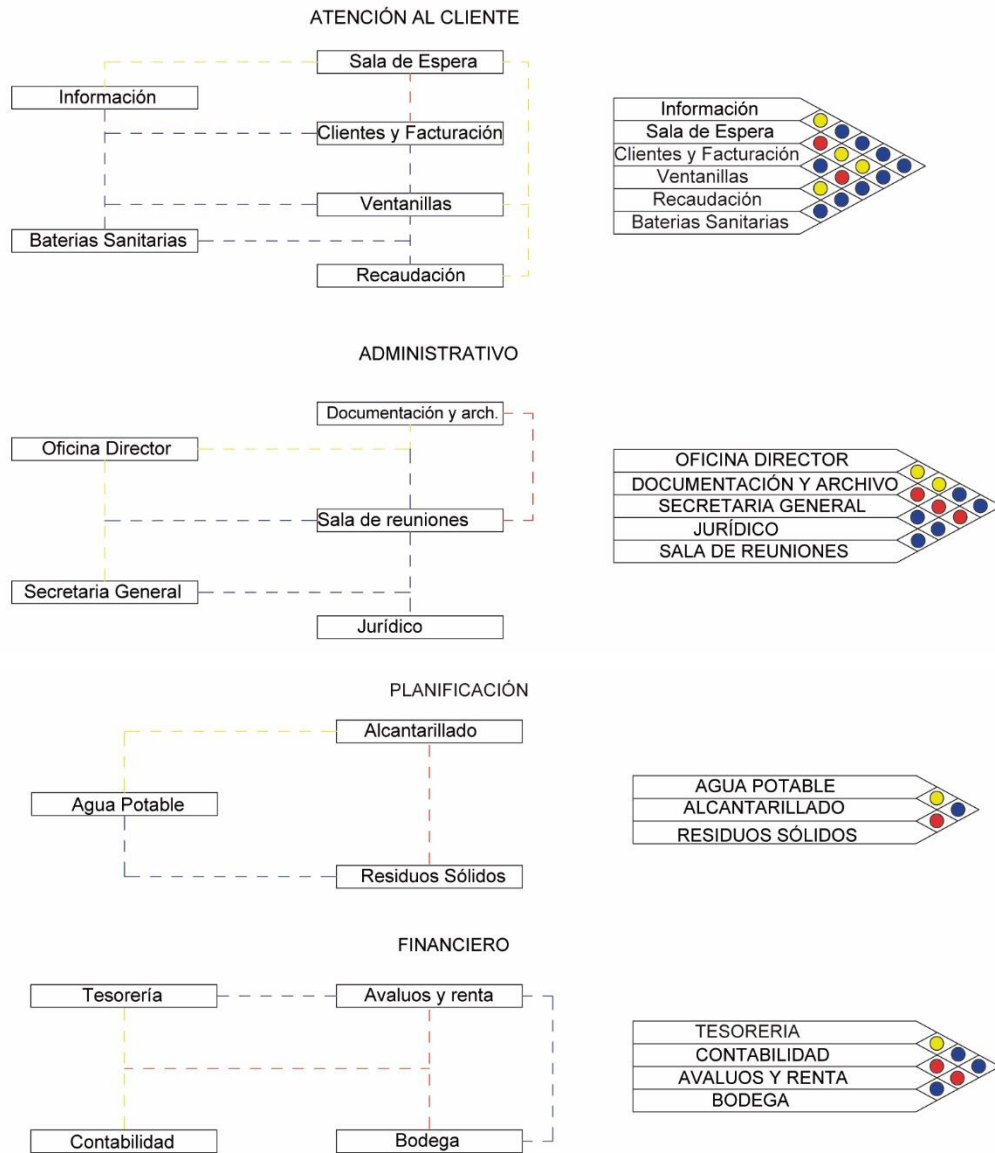 ATENCIÓN AL CLIENTE
Sala de Espera
Información
Clientes y Facturación
Ventanillas
Baterias Sanitarias
Recaudación
Información
Sala de Espera
Clientes y Facturación
Ventanillas
Recaudación
Baterias Sanitarias
ADMINISTRATIVO
Documentación y arch.
Oficina Director
Sala de reuniones
Secretaria General
Jurídico
OFICINA DIRECTOR
DOCUMENTACIÓN Y ARCHIVO
SECRETARIA GENERAL
JURÍDICO
SALA DE REUNIONES
PLANIFICACIÓN
Alcantarillado
Agua Potable
Residuos Sólidos
AGUA POTABLE
ALCANTARILLADO
RESIDUOS SÓLIDOS
FINANCIERO
Tesorería
Avaluos y renta
Contabilidad
Bodega
TESORERIA
CONTABILIDAD
AVALUOS Y RENTA
BODEGA